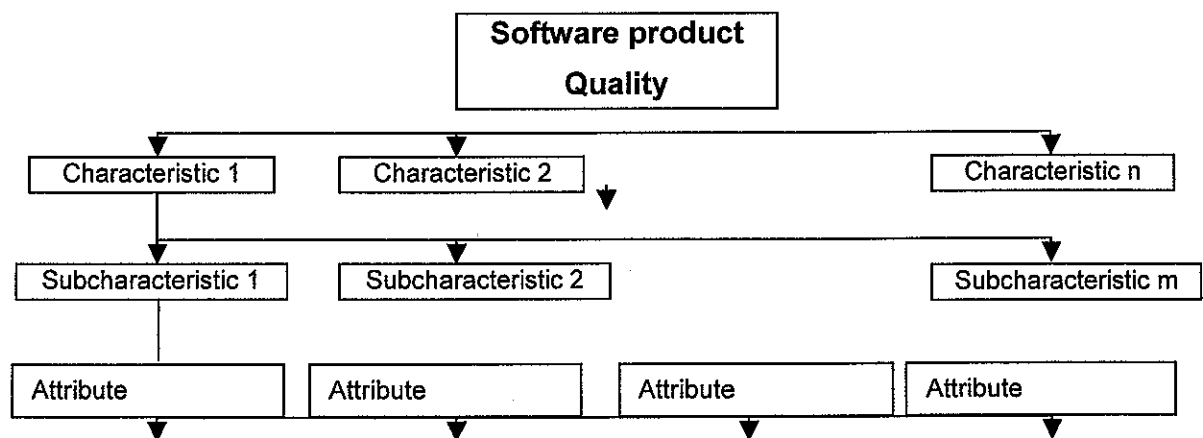 Software product
Quality
Characteristic 1
Characteristic 2
Characteristic n
Subcharacteristic 1
Subcharacteristic 2
Subcharacteristic m
Attribute
Attribute
Attribute
Attribute